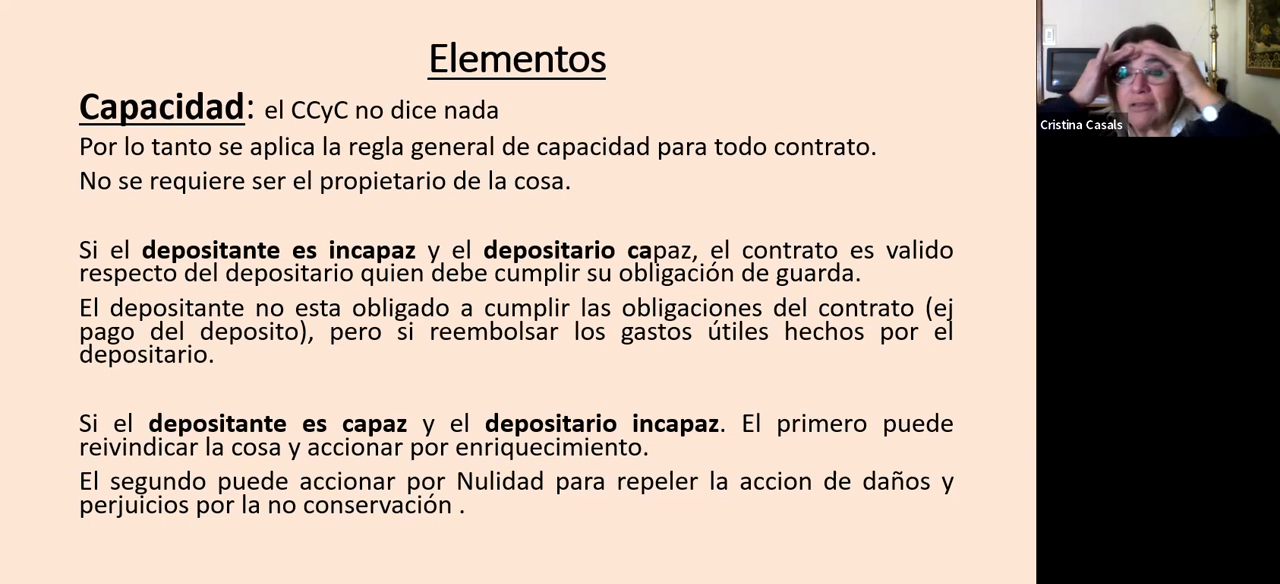 Elementos
Capacidad: el CCyC no dice nada
Por lo tanto se aplica la regla general de capacidad para todo contrato.
No se requiere ser el propietario de la cosa.
Si el depositante es incapaz y el depositario capaz, el contrato es valido
respecto del depositario quien debe cumplir su obligación de guarda.
El depositante no esta obligado a cumplir las obligaciones del contrato (ej
pago del deposito), pero si reembolsar los gastos útiles hechos por el
depositario.
Si el depositante es capaz y el depositario incapaz. El primero puede
reivindicar la cosa y accionar por enriquecimiento.
El segundo puede accionar por Nulidad para repeler la accion de daños y
perjuicios por la no conservación .
Cristina Casals